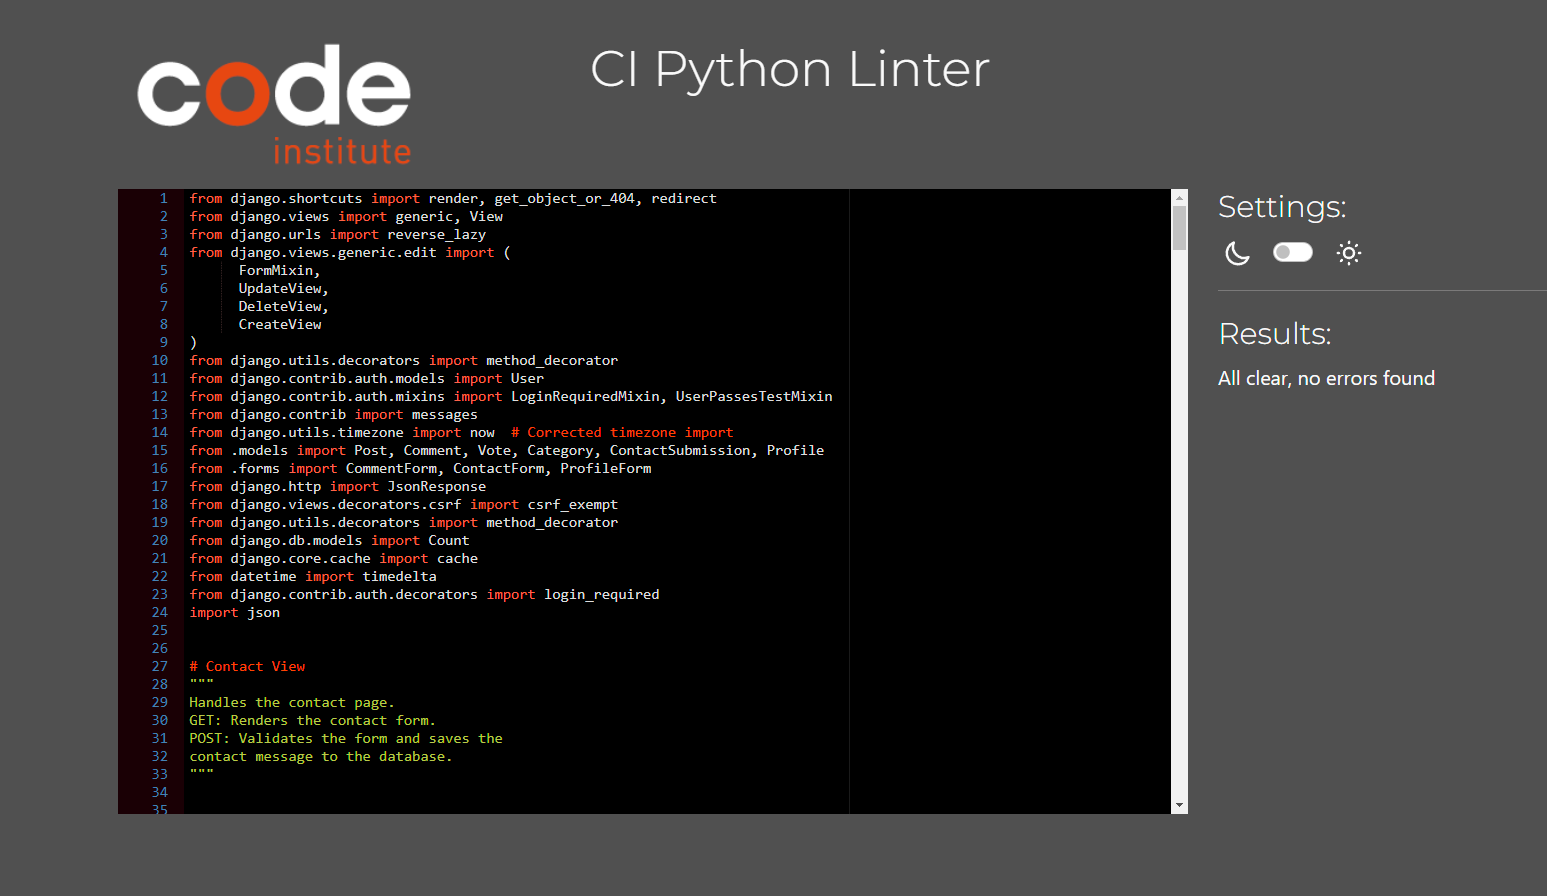 code
institute
CI Python Linter
1 from django.shortcuts import render, get_object_or_404, redirect
2 from django.views import generic, View
3 from django.urls import reverse_lazy
4 from django.views.generic.edit import (
5 FormMixin,
6 UpdateView,
7 DeleteView,
8 CreateView
9 )
10 from django.utils.decorators import method_decorator
11 from django.contrib.auth.models import User
12 from django.contrib.auth.mixins import LoginRequiredMixin, UserPassesTestMixin
13 from django.contrib import messages
14 from django.utils.timezone import now  # Corrected timezone import
15 from .models import Post, Comment, Vote, Category, ContactSubmission, Profile
16 from .forms import CommentForm, ContactForm, ProfileForm
17 from django.http import JsonResponse
18 from django.views.decorators.csrf import csrf_exempt
19 from django.utils.decorators import method_decorator
20 from django.db.models import Count
21 from django.core.cache import cache
22 from datetime import timedelta
23 from django.contrib.auth.decorators import login_required
24 import json
25
26
27 # Contact View
28 """
29 Handles the contact page.
30 GET: Renders the contact form.
31 POST: Validates the form and saves the
32 contact message to the database.
33 """
34
35
Settings:
Results:
All clear, no errors found